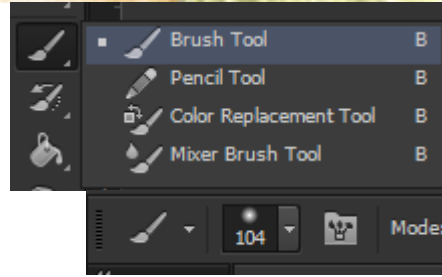 Brush Tool B
Pencil Tool B
Color Replacement Tool B
Mixer Brush Tool B
104 Mode: